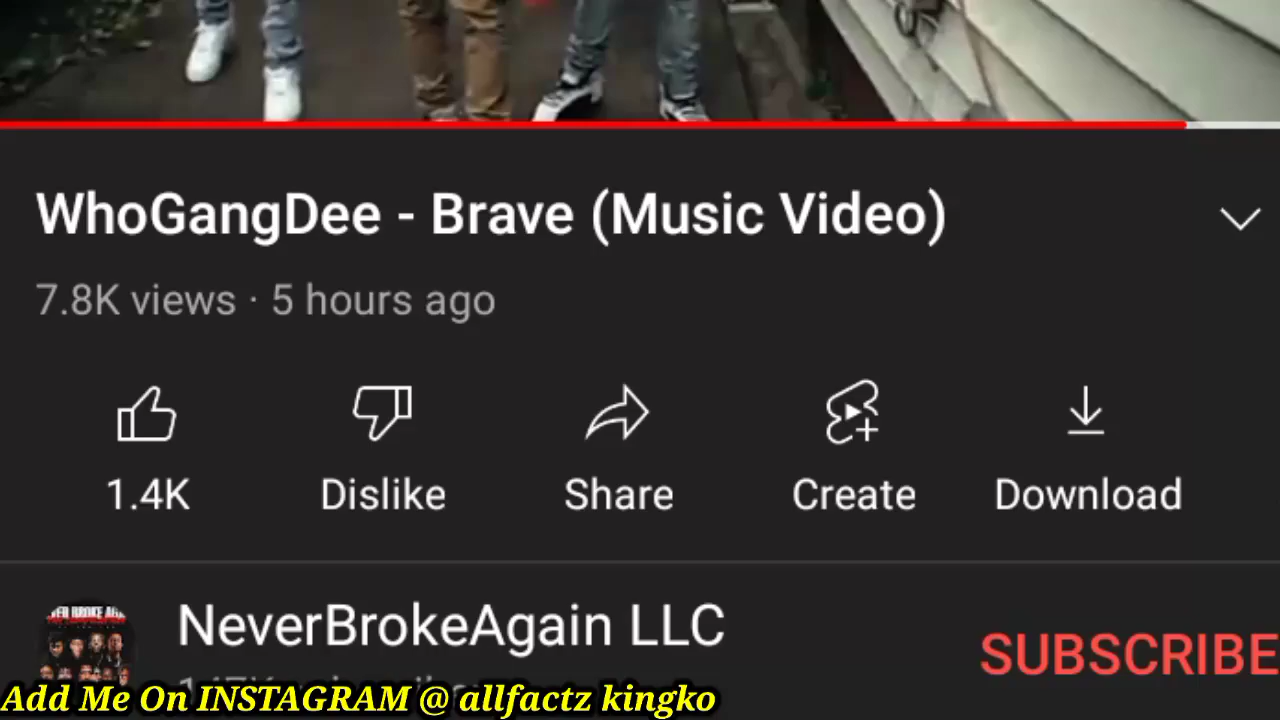 WhoGangDee - Brave (Music Video)
7.8K views · 5 hours ago
1.4K Dislike Share Create Download
NeverBrokeAgain LLC
SUBSCRIBE
Add Me On INSTAGRAM @ allfactz kingko